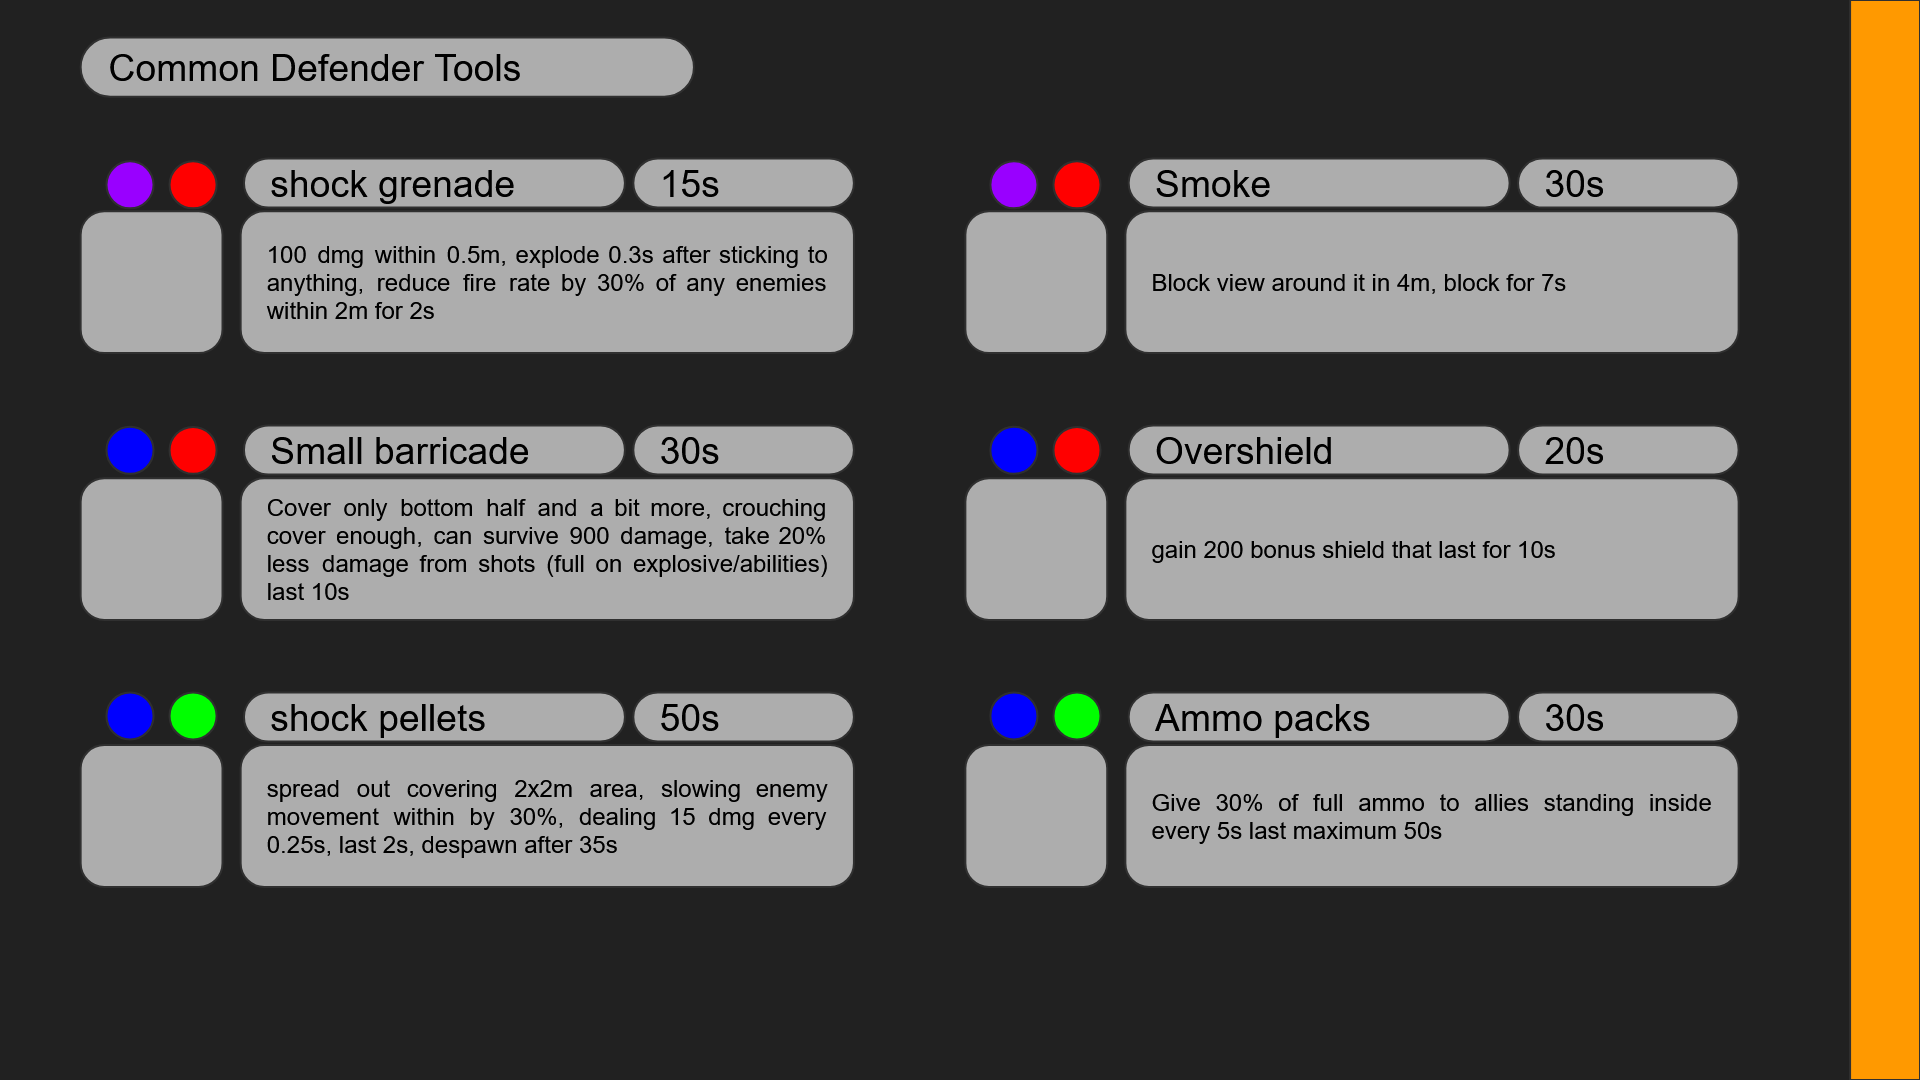 Common Defender Tools
shock grenade
15s
100 dmg within 0.5m, explode 0.3s after sticking to
anything, reduce fire rate by 30% of any enemies
within 2m for 2s
Smoke
30s
Block view around it in 4m, block for 7s
Small barricade
30s
Cover only bottom half and a bit more, crouching
cover enough, can survive 900 damage, take 20%
less damage from shots (full on explosive/abilities)
last 10s
Overshield
20s
gain 200 bonus shield that last for 10s
shock pellets
50s
spread out covering 2x2m area, slowing enemy
movement within by 30%, dealing 15 dmg every
0.25s, last 2s, despawn after 35s
Ammo packs
30s
Give 30% of full ammo to allies standing inside
every 5s last maximum 50s